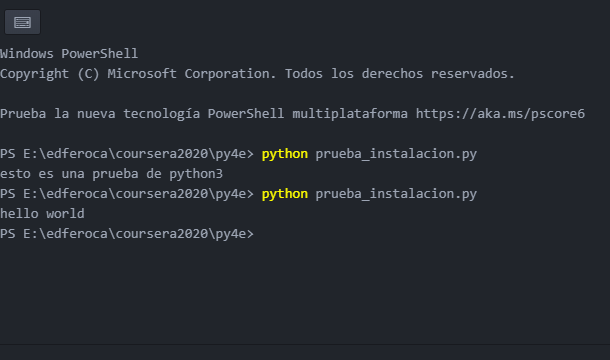 Windows PowerShell
Copyright (C) Microsoft Corporation. Todos los derechos reservados.
Prueba la nueva tecnología PowerShell multiplataforma https://aka.ms/pscore6
PS E:\edferoca\coursera2020\py4e> python prueba_instalacion.py
esto es una prueba de python3
PS E:\edferoca\coursera2020\py4e> python prueba_instalacion.py
hello world
PS E:\edferoca\coursera2020\py4e>